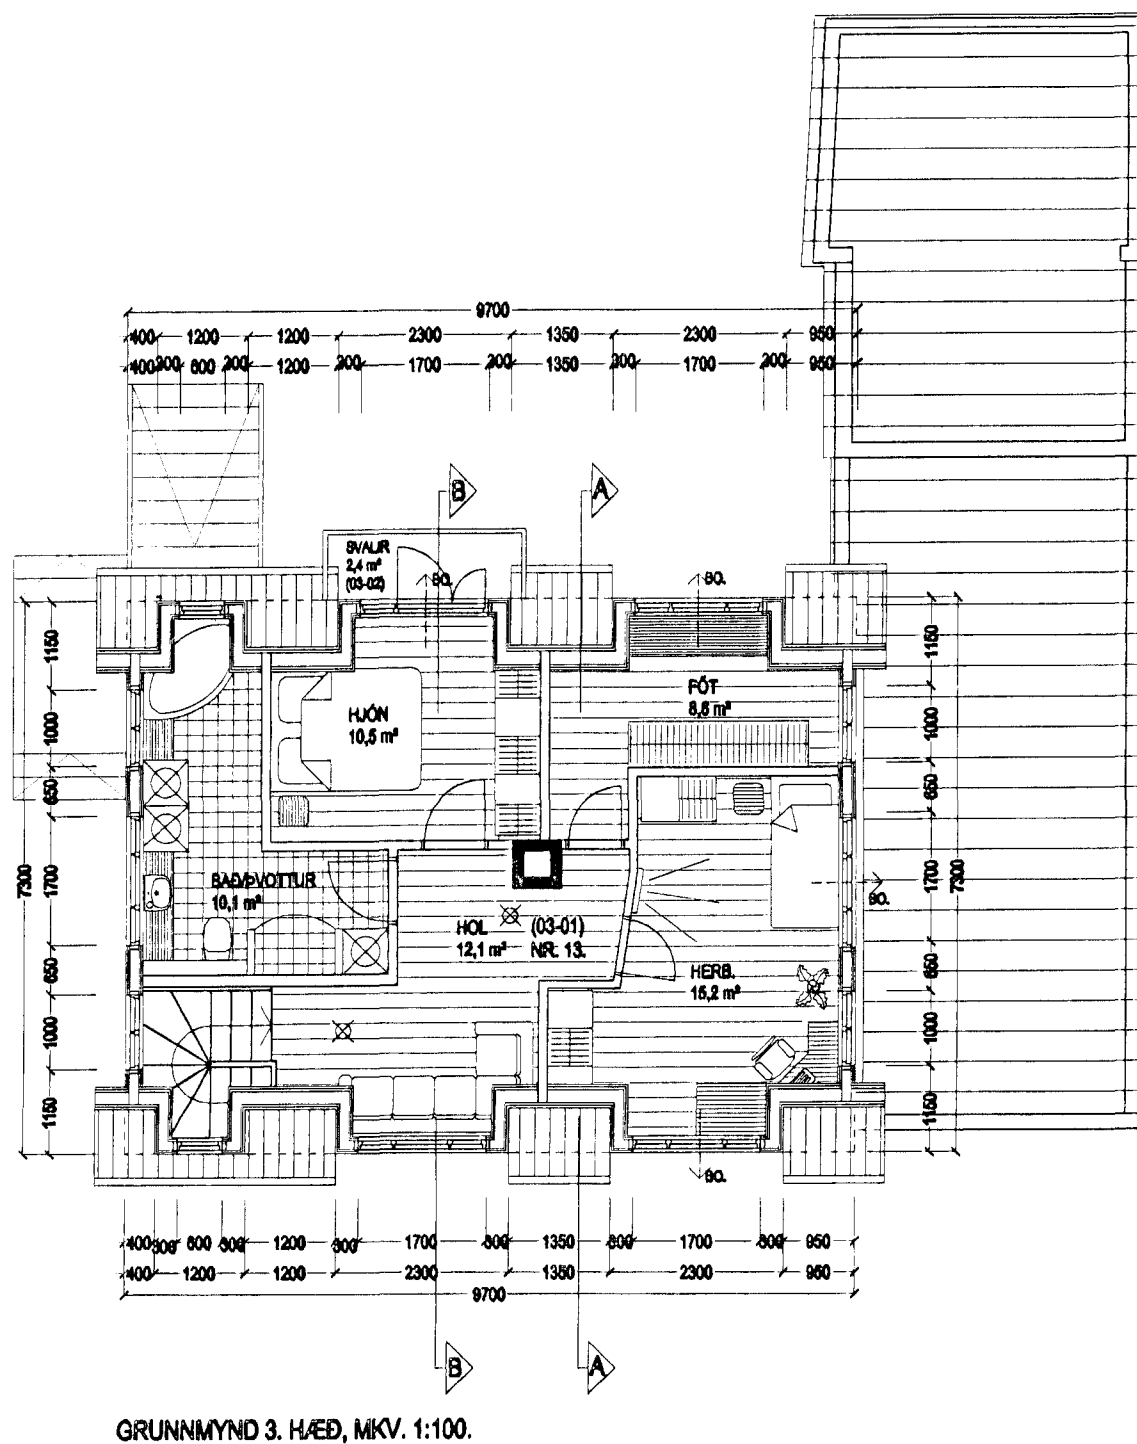 9700
400 1200 1200 2300 1350 2300 950
400 300 600 300 1200 300 1700 300 1350 300 1700 300 950
B A
SVALIR
2,4 m²
(03-02)
BO. BO.
1150 1000 650 1700 650 1000 1150
7300
HJÓN
10,5 m²
FÖT
8,6 m²
1150 1000 650 1700 650 1000 1150
7300
BAÐ/ÞVOTTUR
10,1 m²
HOL (03-01)
12,1 m² NR. 13.
HERB.
15,2 m²
BO.
BO.
400 300 600 300 1200 300 1700 300 1350 300 1700 300 950
400 1200 1200 2300 1350 2300 950
9700
B A
GRUNNMYND 3. HÆÐ, MKV. 1:100.